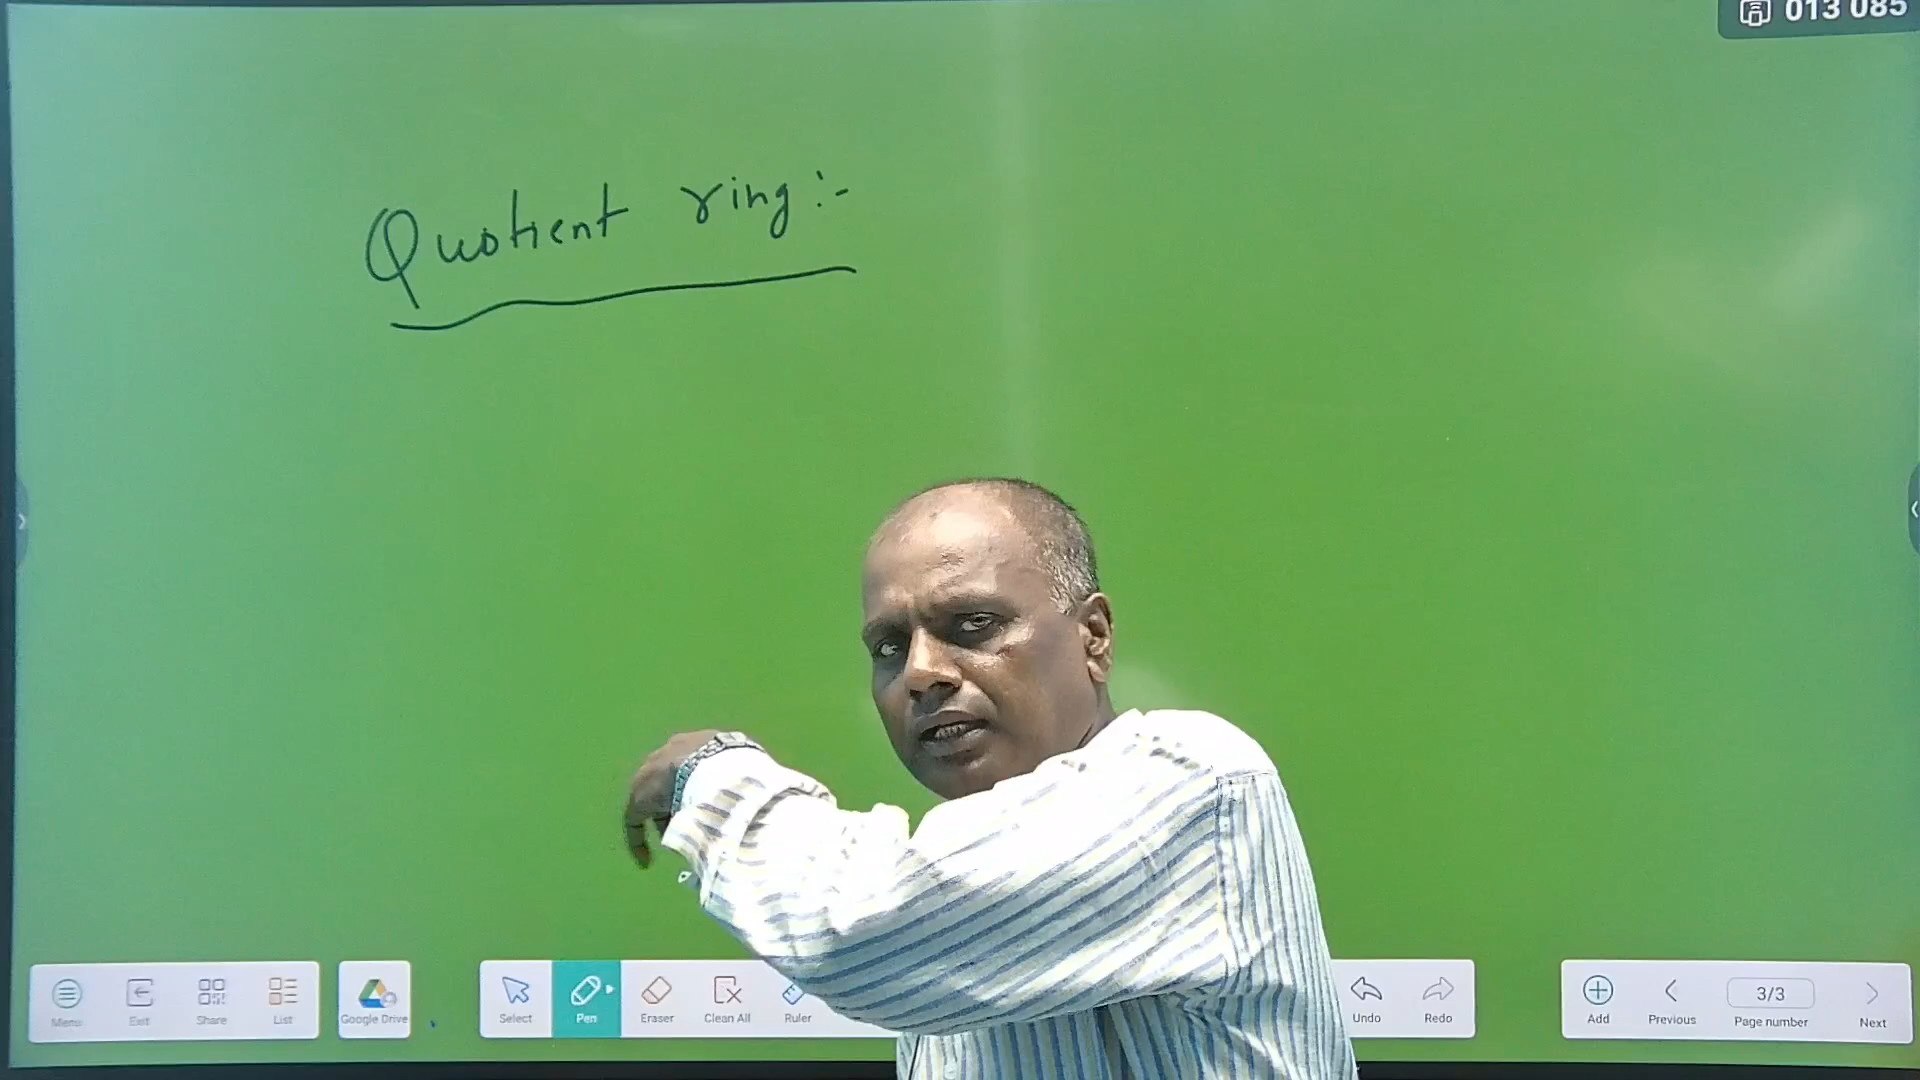 013 085
Quotient ring :-
Menu Exit Share List Google Drive Select Pen Eraser Clean All Ruler Undo Redo Add Previous 3/3 Page number Next